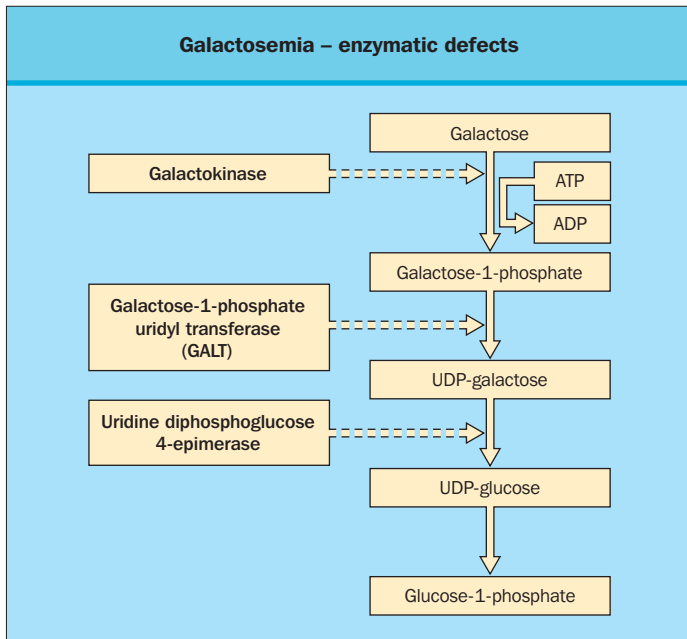 Galactosemia – enzymatic defects
Galactose
Galactokinase
ATP
ADP
Galactose-1-phosphate
Galactose-1-phosphate
uridyl transferase
(GALT)
UDP-galactose
Uridine diphosphoglucose
4-epimerase
UDP-glucose
Glucose-1-phosphate